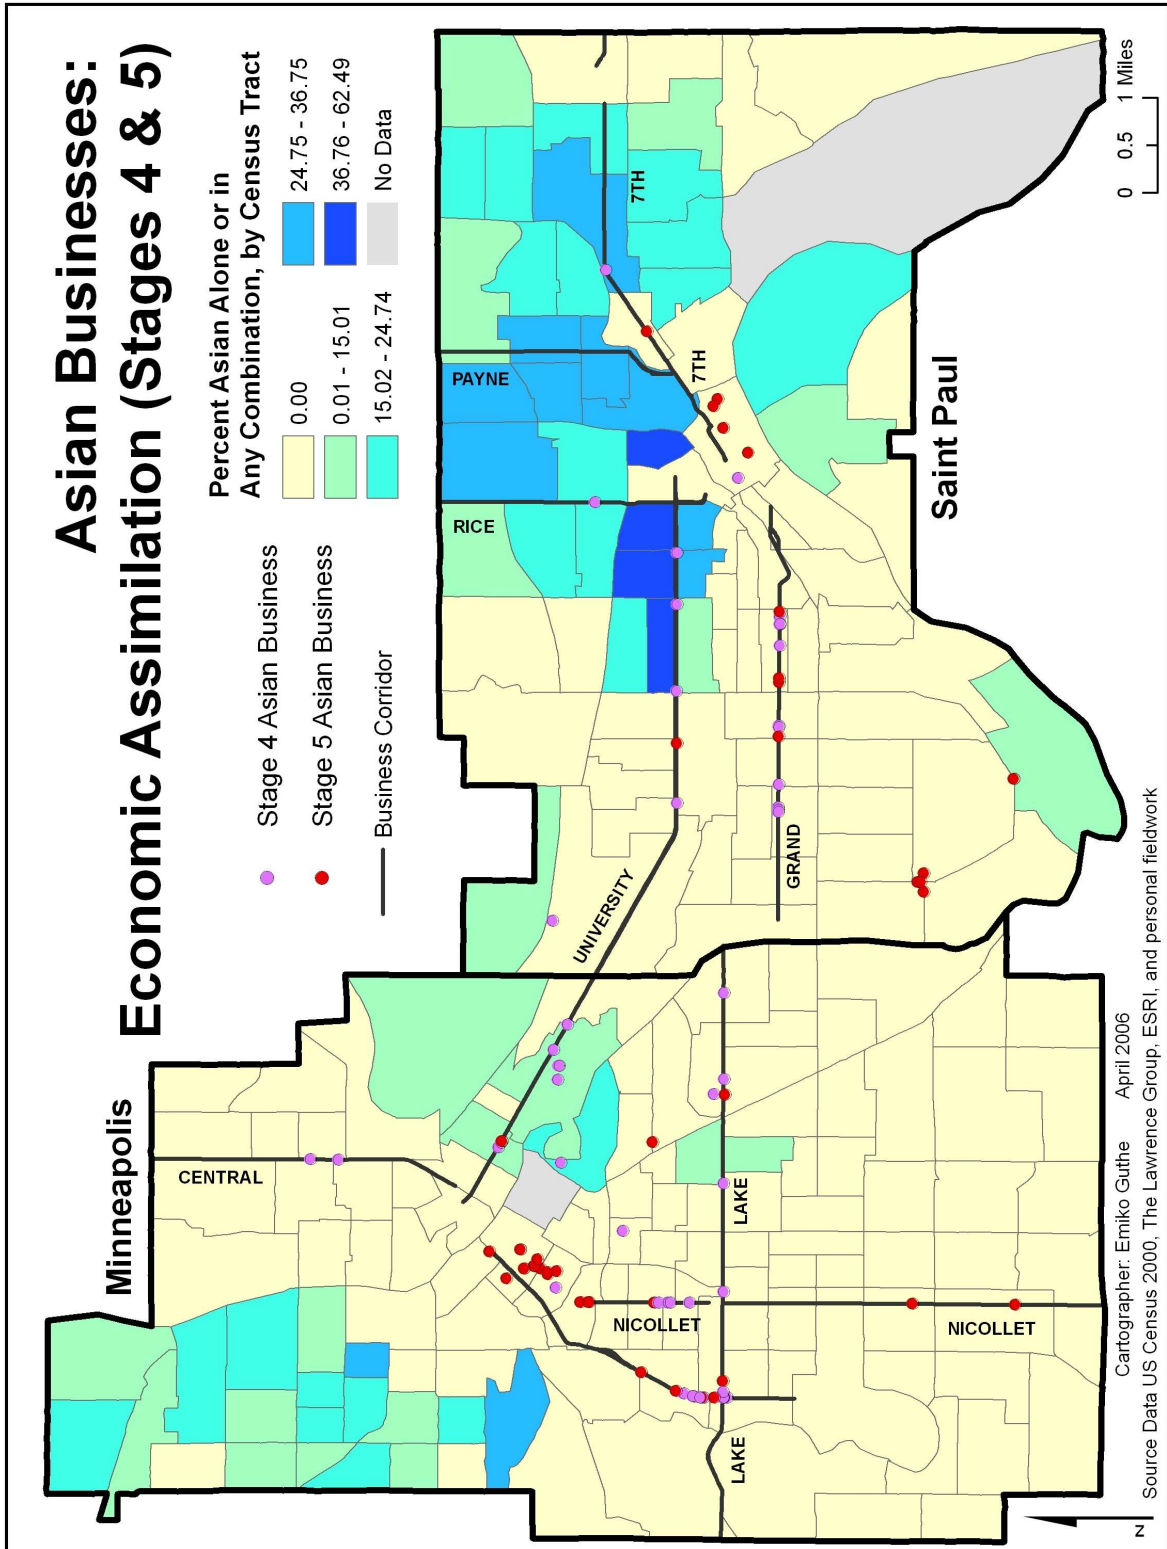 Asian Businesses:
Economic Assimilation (Stages 4 & 5)
Stage 4 Asian Business
Stage 5 Asian Business
Business Corridor
Percent Asian Alone or in
Any Combination, by Census Tract
0.00
0.01 - 15.01
15.02 - 24.74
24.75 - 36.75
36.76 - 62.49
No Data
Minneapolis
CENTRAL
RICE
PAYNE
7TH
7TH
UNIVERSITY
GRAND
NICOLLET
LAKE
LAKE
NICOLLET
Saint Paul
0 0.5 1 Miles
N
Cartographer: Emiko Guthe April 2006
Source Data US Census 2000, The Lawrence Group, ESRI, and personal fieldwork